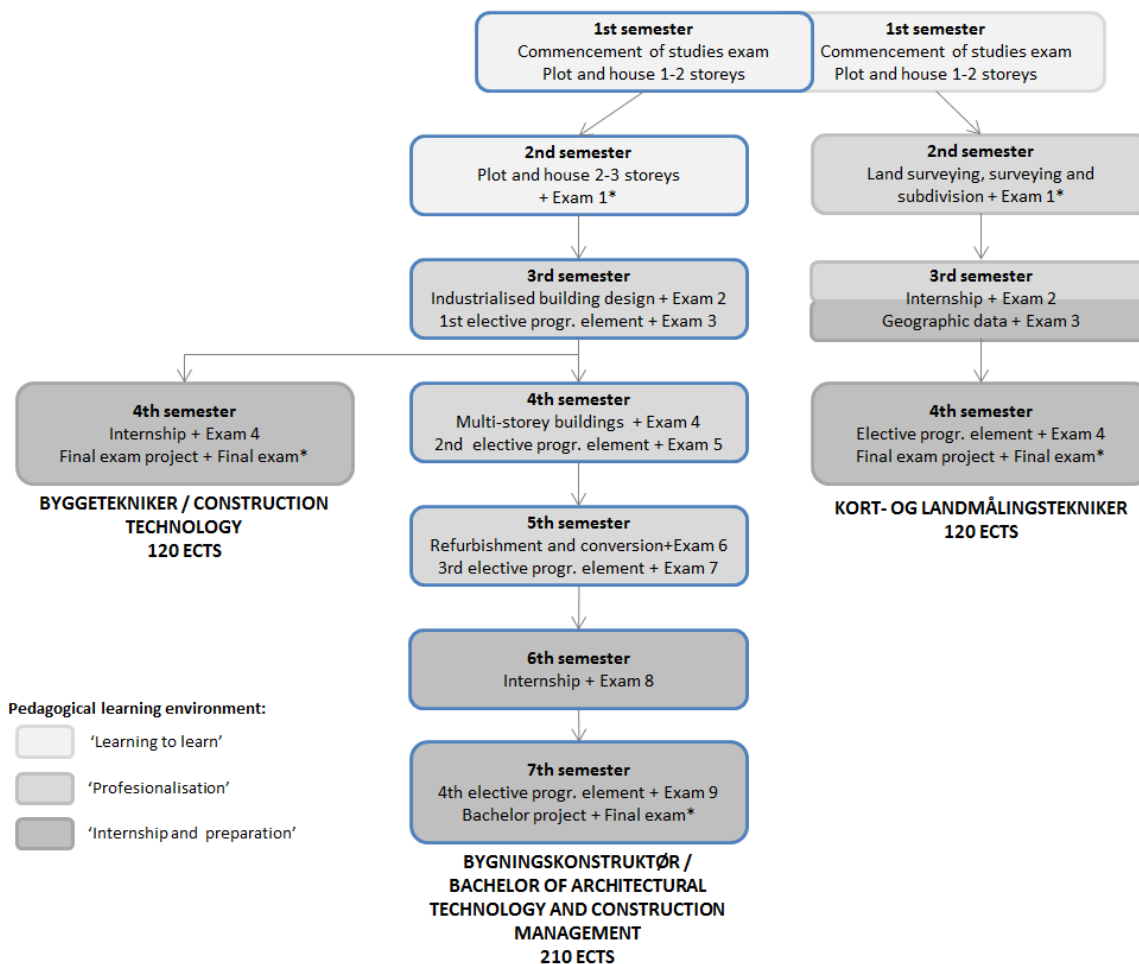 1st semester
Commencement of studies exam
Plot and house 1-2 storeys
1st semester
Commencement of studies exam
Plot and house 1-2 storeys
2nd semester
Plot and house 2-3 storeys
+ Exam 1*
2nd semester
Land surveying, surveying and
subdivision + Exam 1*
3rd semester
Industrialised building design + Exam 2
1st elective progr. element + Exam 3
3rd semester
Internship + Exam 2
Geographic data + Exam 3
4th semester
Internship + Exam 4
Final exam project + Final exam*
BYGGETEKNIKER / CONSTRUCTION
TECHNOLOGY
120 ECTS
4th semester
Multi-storey buildings + Exam 4
2nd elective progr. element + Exam 5
4th semester
Elective progr. element + Exam 4
Final exam project + Final exam*
KORT- OG LANDMÅLINGSTEKNIKER
120 ECTS
5th semester
Refurbishment and conversion+Exam 6
3rd elective progr. element + Exam 7
6th semester
Internship + Exam 8
Pedagogical learning environment:
‘Learning to learn’
‘Profesionalisation’
‘Internship and preparation’
7th semester
4th elective progr. element + Exam 9
Bachelor project + Final exam*
BYGNINGSKONSTRUKTØR /
BACHELOR OF ARCHITECTURAL
TECHNOLOGY AND CONSTRUCTION
MANAGEMENT
210 ECTS